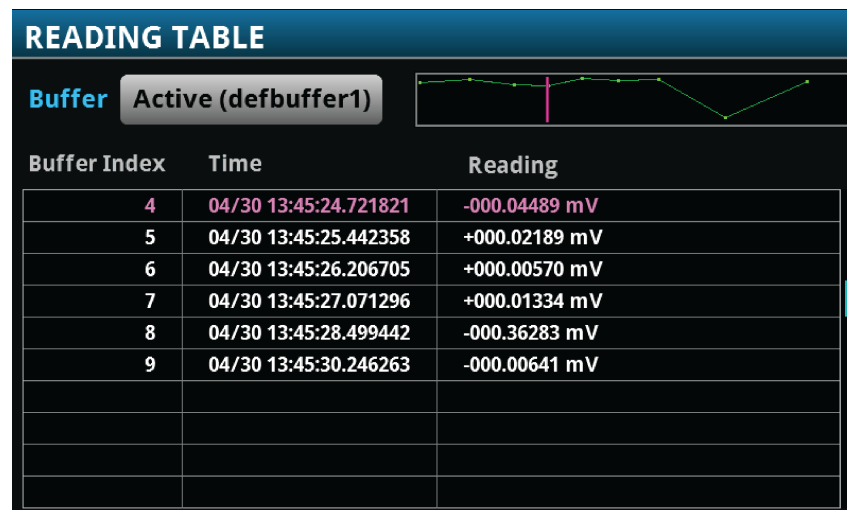 READING TABLE
Buffer Active (defbuffer1)
Buffer Index Time Reading
4 04/30 13:45:24.721821 -000.04489 mV
5 04/30 13:45:25.442358 +000.02189 mV
6 04/30 13:45:26.206705 +000.00570 mV
7 04/30 13:45:27.071296 +000.01334 mV
8 04/30 13:45:28.499442 -000.36283 mV
9 04/30 13:45:30.246263 -000.00641 mV